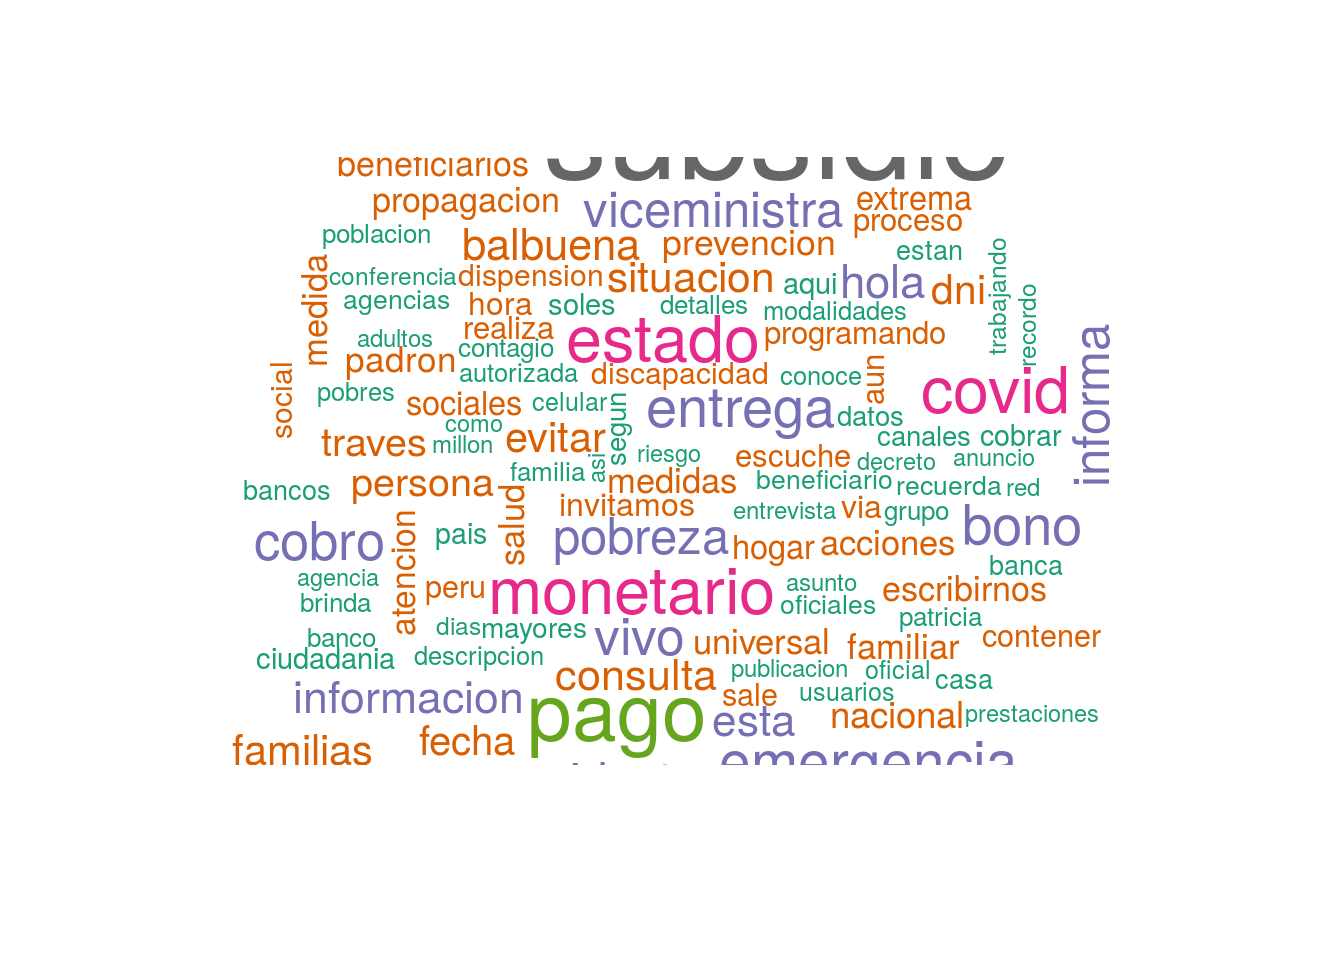 beneficiarios subsidio
propagacion viceministra extrema
proceso
poblacion balbuena prevencion estan
medida conferencia dispension situacion aqui hola dni trabajando
agencias hora soles detalles modalidades recordo
adultos realiza estado programando informa
padron contagio
social autorizada discapacidad conoce aun covid
pobres sociales celular entrega datos
traves como evitar segun canales cobrar
millon asi riesgo escuche decreto anuncio
bancos persona familia medidas beneficiario recuerda red
salud invitamos entrevista via grupo bono
cobro atencion pais pobreza hogar acciones
agencia peru monetario asunto escribirnos banca
brinda oficiales patricia
banco dias mayores vivo universal familiar contener
ciudadania descripcion consulta publicacion oficial casa
informacion pago sale usuarios
esta nacional prestaciones
familias fecha emergencia